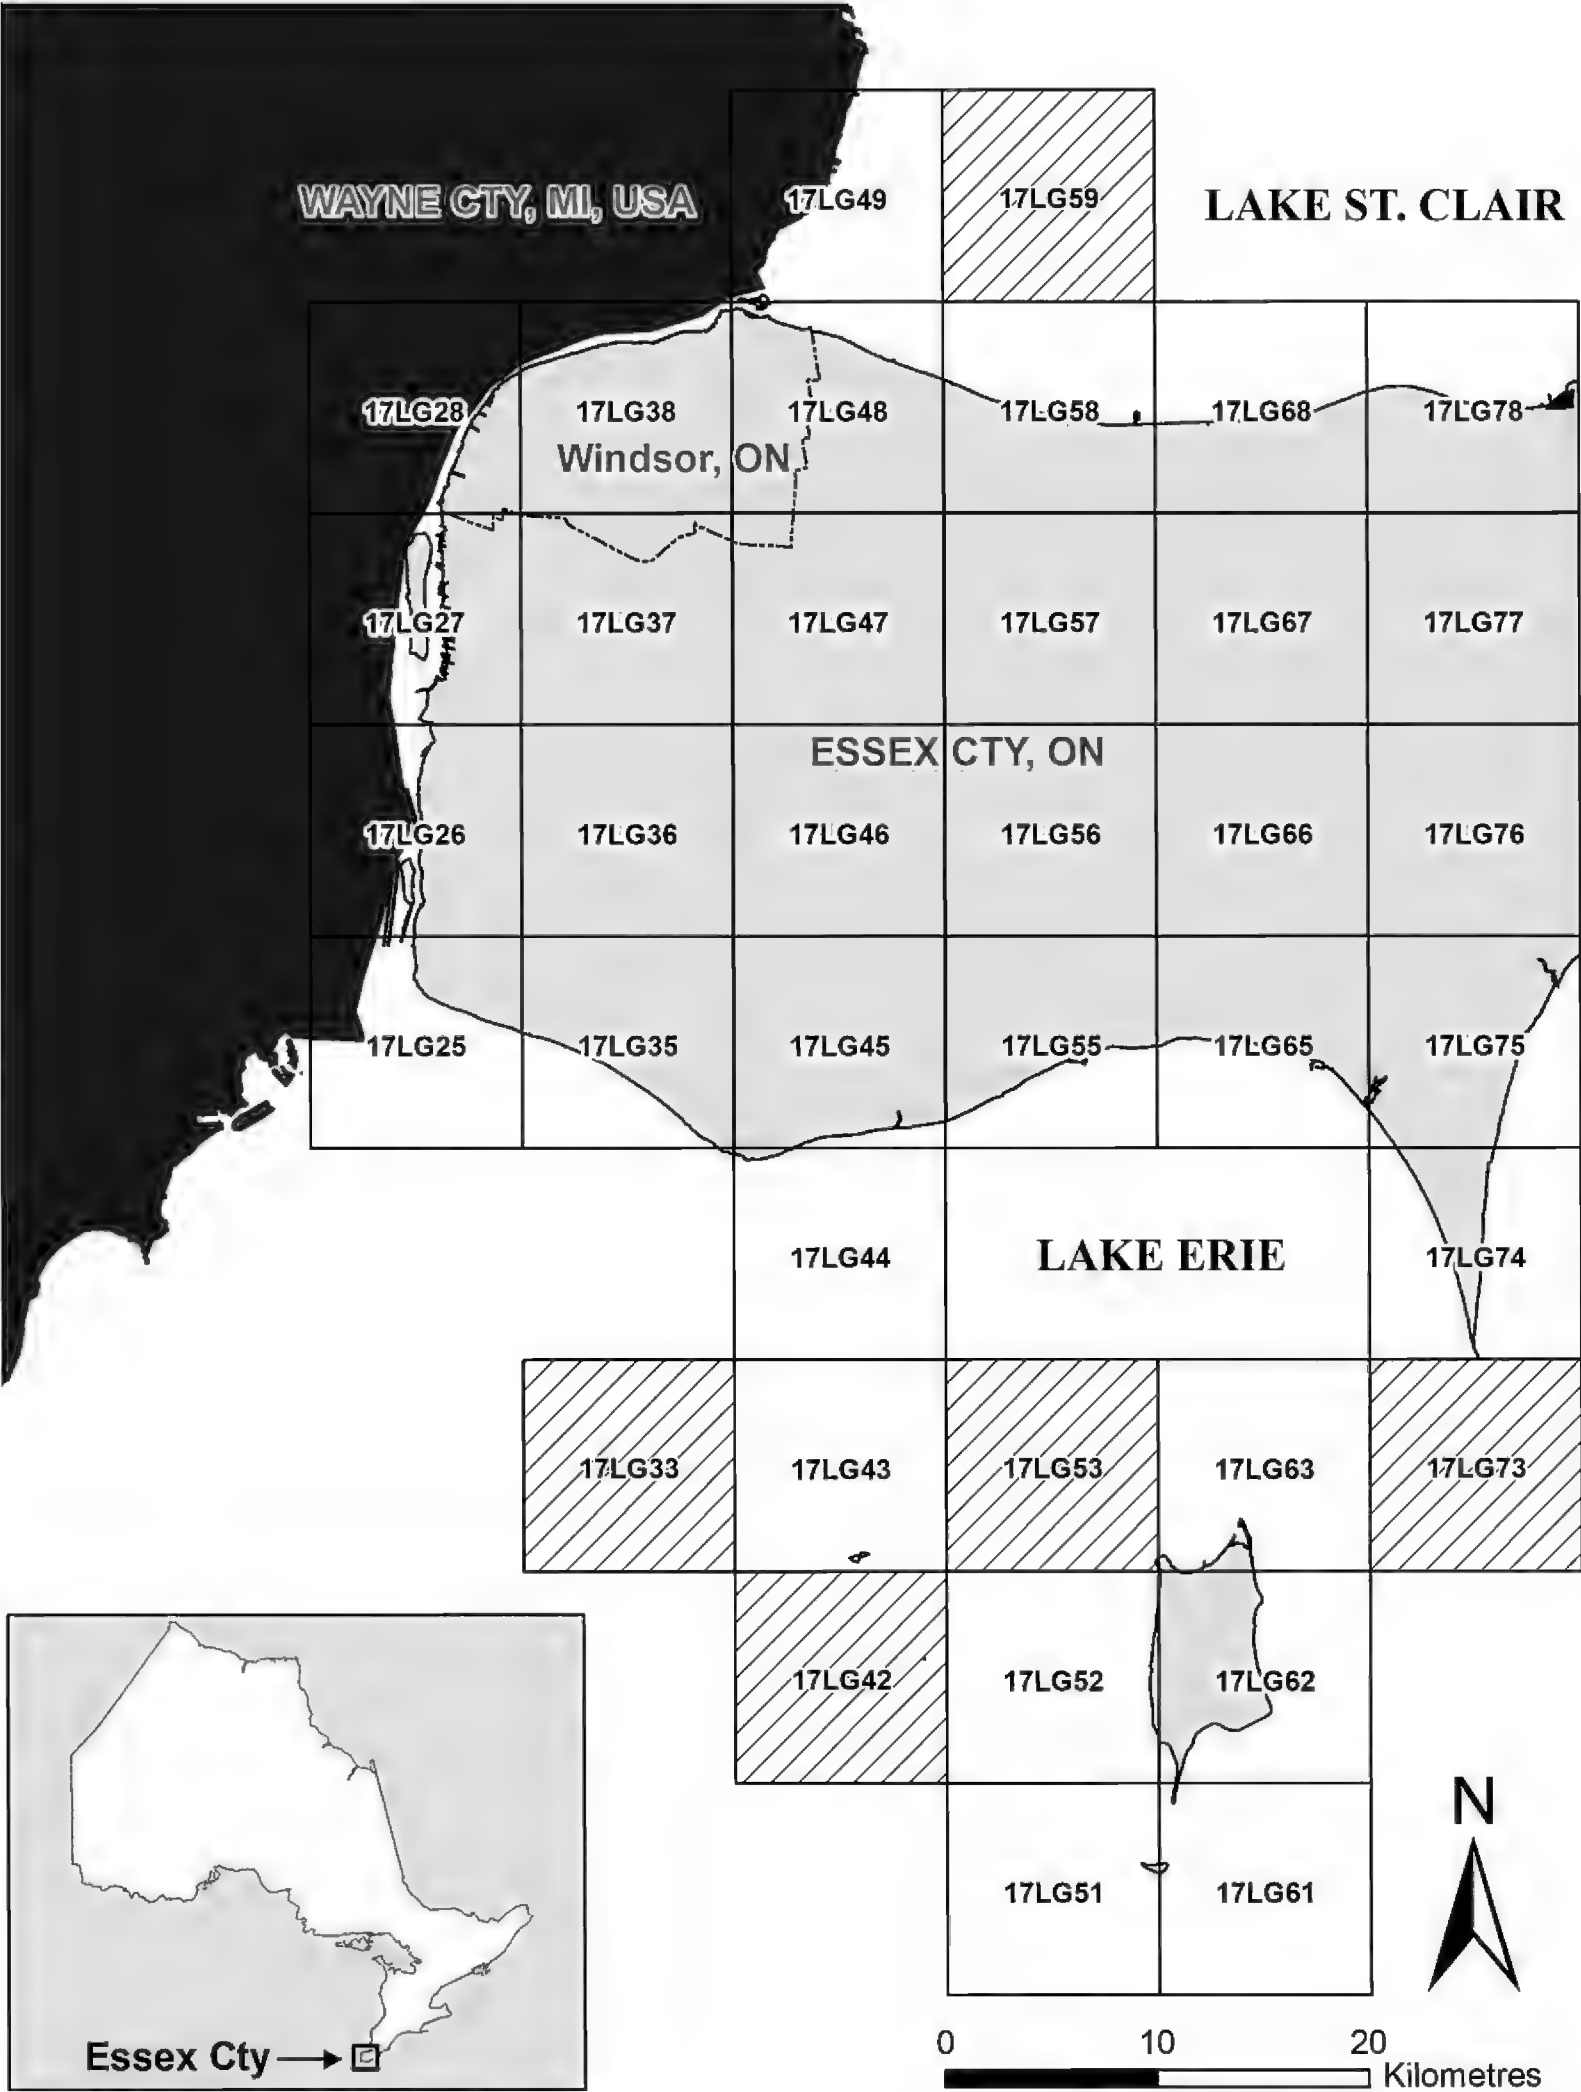 WAYNE CTY, MI, USA
17LG49
17LG59
LAKE ST. CLAIR
17LG28
17LG38
17LG48
17LG58
17LG68
17LG78
Windsor, ON
17LG27
17LG37
17LG47
17LG57
17LG67
17LG77
ESSEX CTY, ON
17LG26
17LG36
17LG46
17LG56
17LG66
17LG76
17LG25
17LG35
17LG45
17LG55
17LG65
17LG75
17LG44
LAKE ERIE
17LG74
17LG33
17LG43
17LG53
17LG63
17LG73
17LG42
17LG52
17LG62
N
17LG51
17LG61
Essex Cty
0 10 20
Kilometres